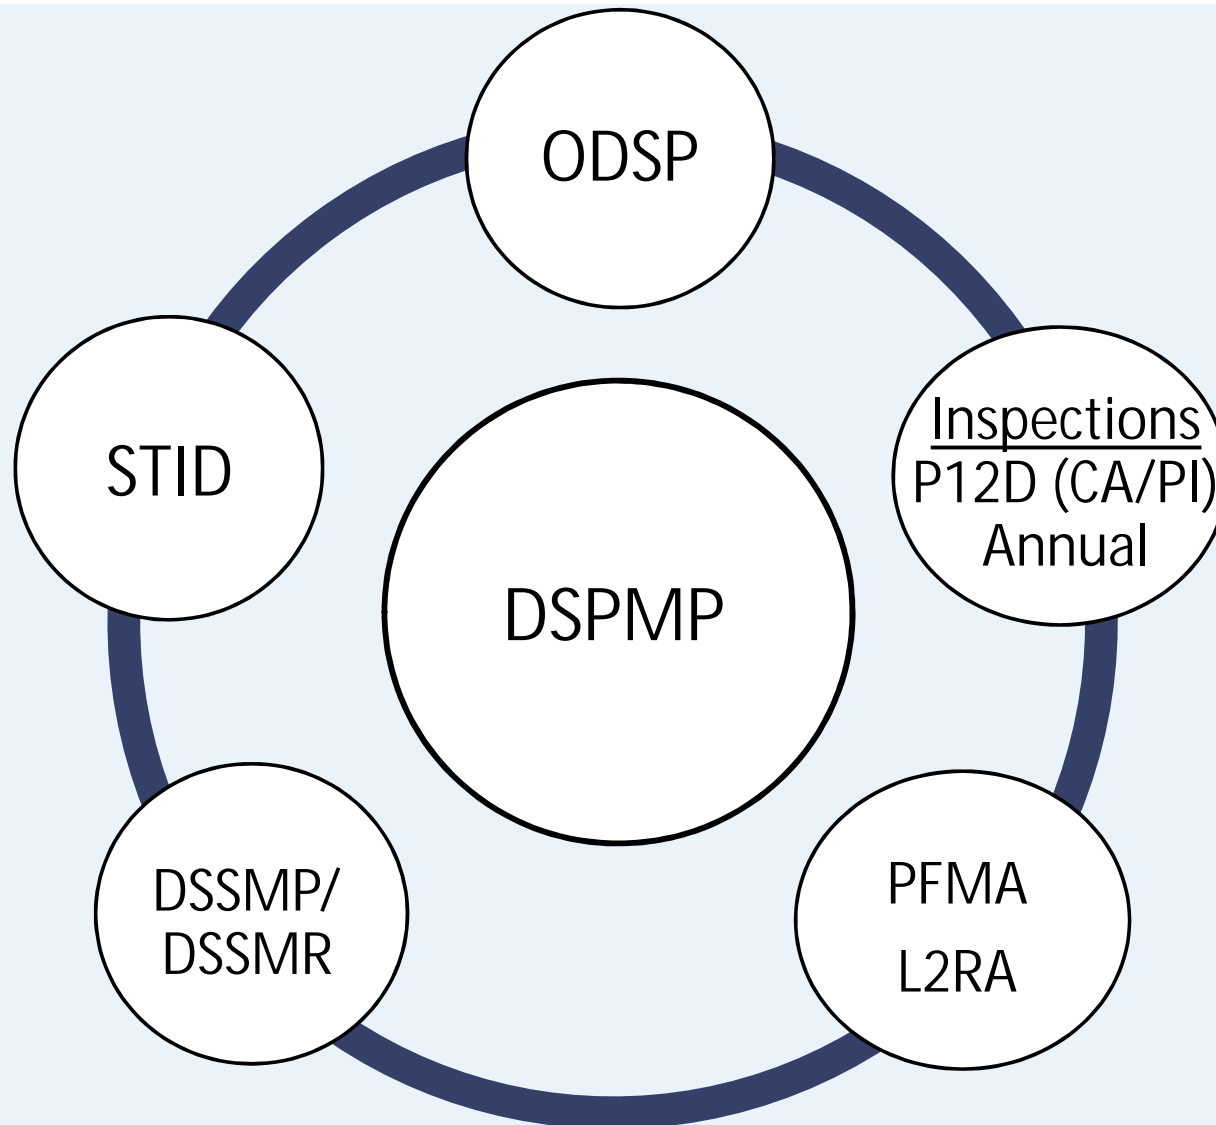 ODSP
STID
Inspections
P12D (CA/PI)
Annual
DSPMP
DSSMP/
DSSMR
PFMA
L2RA